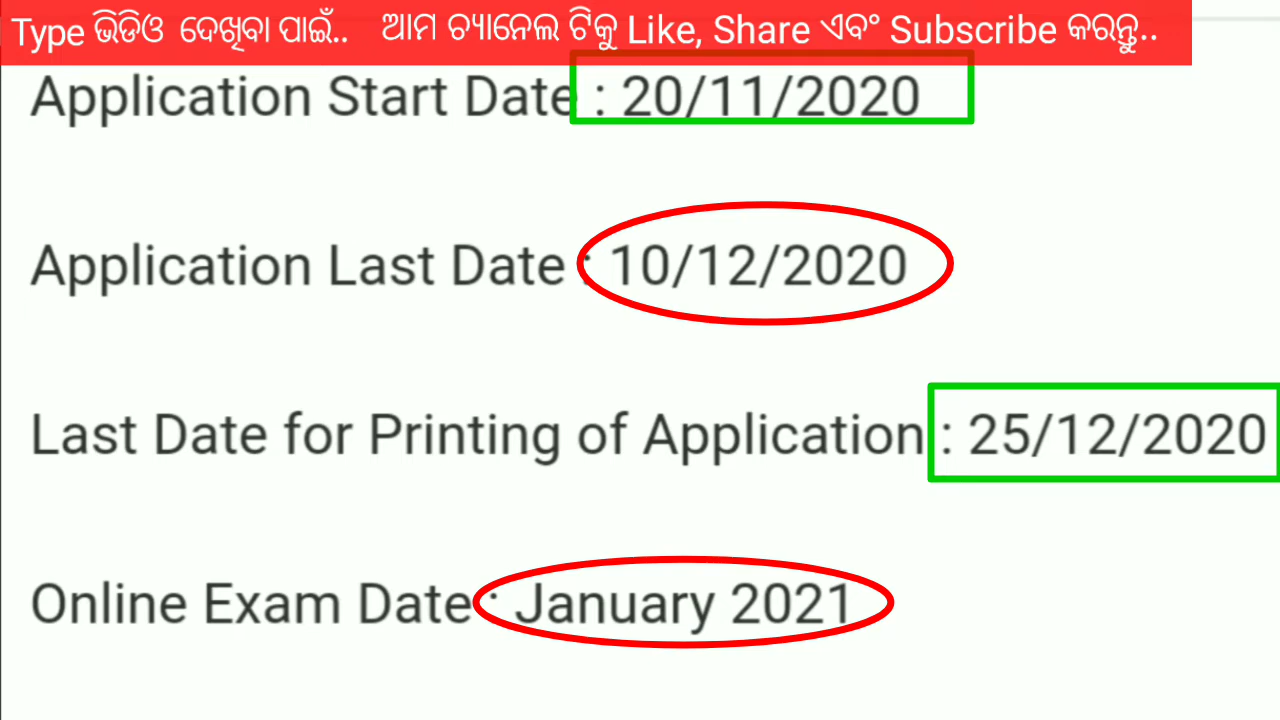 Type ଭିଡିଓ ଦେଖିବା ପାଇଁ.. ଆମ ଚ୍ୟାନେଲ ଟିକୁ Like, Share ଏବଂ Subscribe କରନ୍ତୁ..
Application Start Date : 20/11/2020
Application Last Date : 10/12/2020
Last Date for Printing of Application : 25/12/2020
Online Exam Date : January 2021